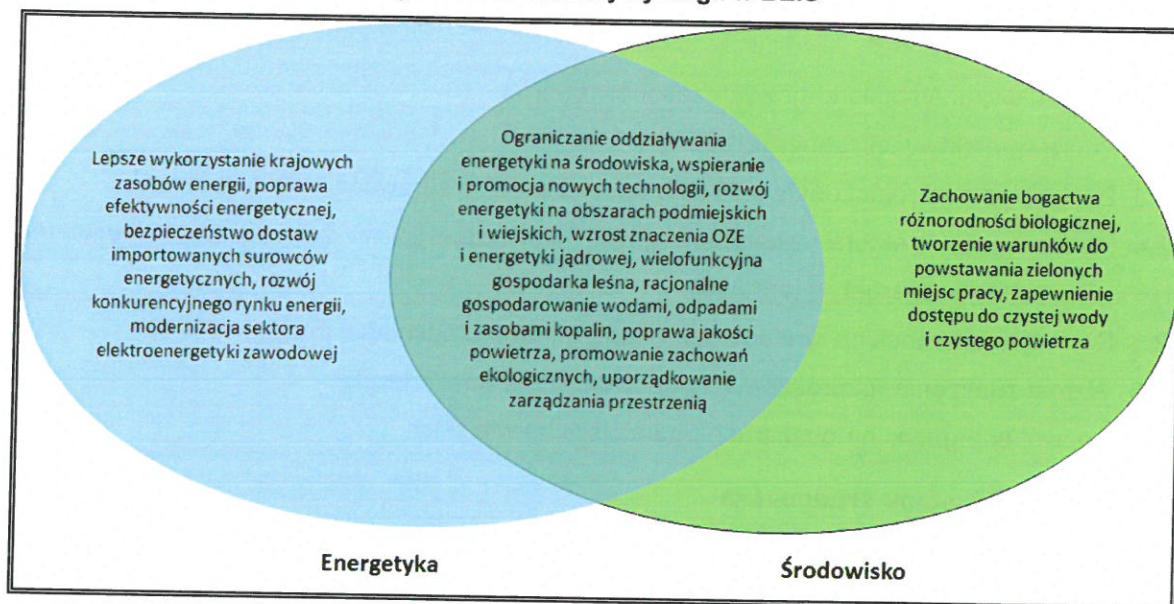 Lepsze wykorzystanie krajowych
zasobów energii, poprawa
efektywności energetycznej,
bezpieczeństwo dostaw
importowanych surowców
energetycznych, rozwój
konkurencyjnego rynku energii,
modernizacja sektora
elektroenergetyki zawodowej
Ograniczanie oddziaływania
energetyki na środowiska, wspieranie
i promocja nowych technologii, rozwój
energetyki na obszarach podmiejskich
i wiejskich, wzrost znaczenia OZE
i energetyki jądrowej, wielofunkcyjna
gospodarka leśna, racjonalne
gospodarowanie wodami, odpadami
i zasobami kopalin, poprawa jakości
powietrza, promowanie zachowań
ekologicznych, uporządkowanie
zarządzania przestrzenią
Zachowanie bogactwa
różnorodności biologicznej,
tworzenie warunków do
powstawania zielonych
miejsc pracy, zapewnienie
dostępu do czystej wody
i czystego powietrza
Energetyka
Środowisko